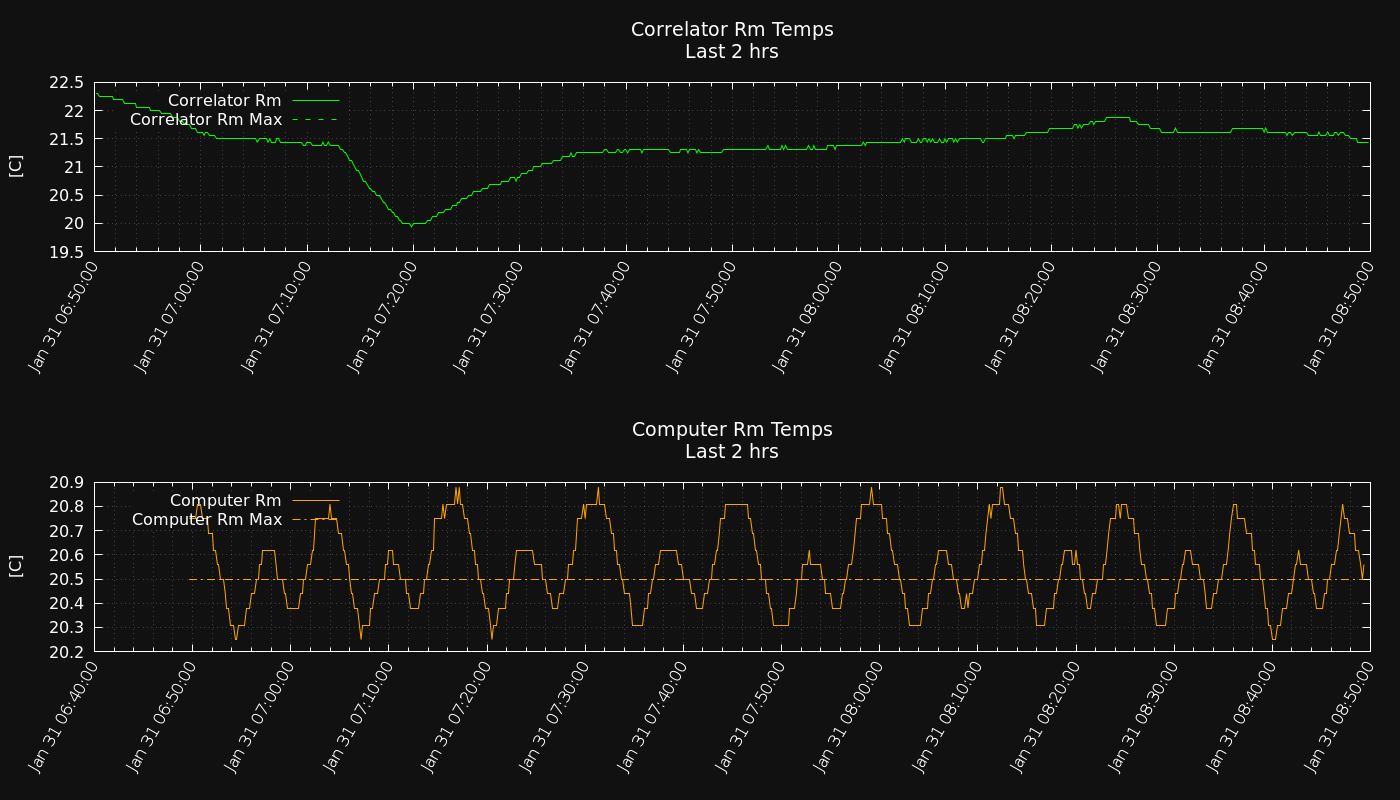 Correlator Rm Temps
Last 2 hrs
22.5
22
21.5
21
20.5
20
19.5
[C]
Correlator Rm
Correlator Rm Max
Jan 31 06:50:00
Jan 31 07:00:00
Jan 31 07:10:00
Jan 31 07:20:00
Jan 31 07:30:00
Jan 31 07:40:00
Jan 31 07:50:00
Jan 31 08:00:00
Jan 31 08:10:00
Jan 31 08:20:00
Jan 31 08:30:00
Jan 31 08:40:00
Jan 31 08:50:00
Computer Rm Temps
Last 2 hrs
20.9
20.8
20.7
20.6
20.5
20.4
20.3
20.2
[C]
Computer Rm
Computer Rm Max
Jan 31 06:40:00
Jan 31 06:50:00
Jan 31 07:00:00
Jan 31 07:10:00
Jan 31 07:20:00
Jan 31 07:30:00
Jan 31 07:40:00
Jan 31 07:50:00
Jan 31 08:00:00
Jan 31 08:10:00
Jan 31 08:20:00
Jan 31 08:30:00
Jan 31 08:40:00
Jan 31 08:50:00